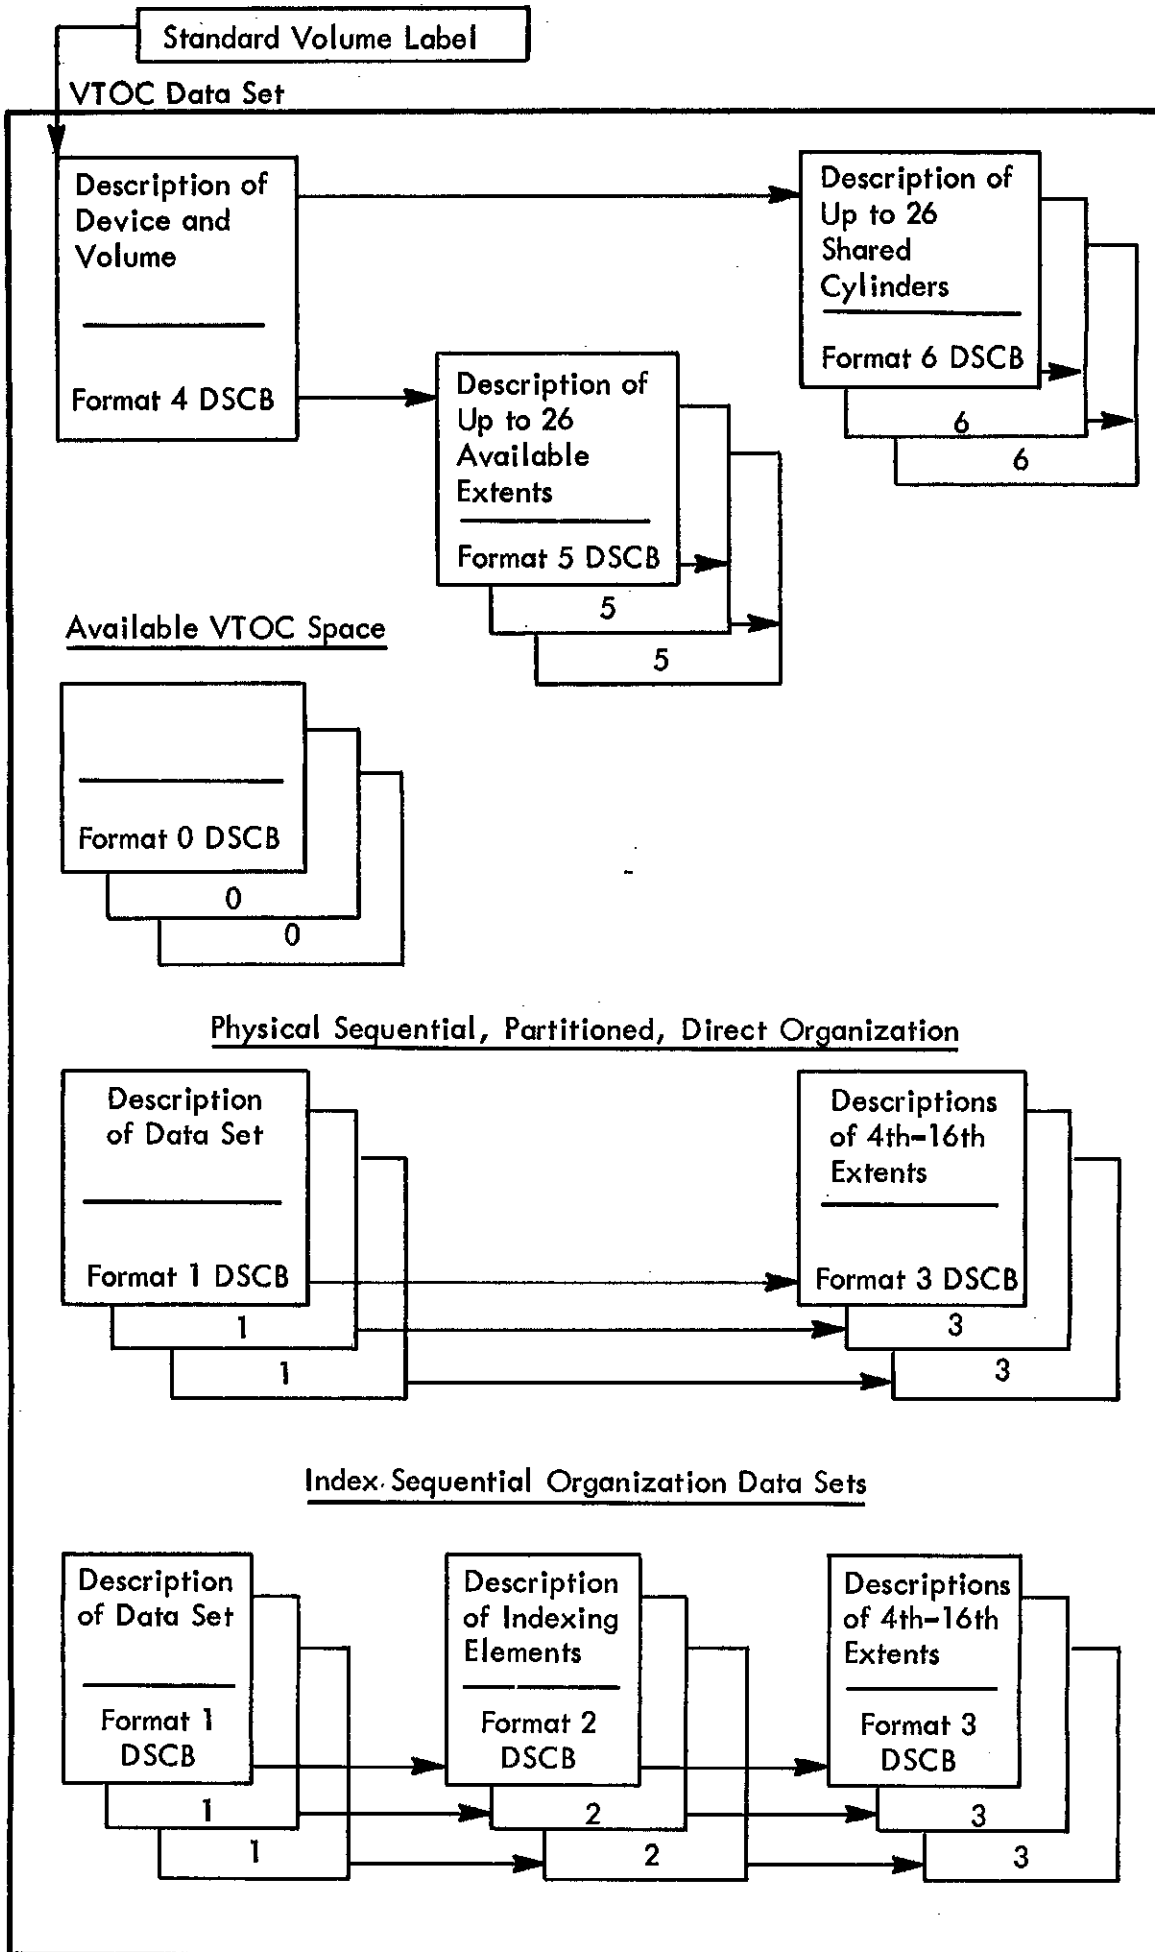 Standard Volume Label
VTOC Data Set
Description of
Device and
Volume
Format 4 DSCB
Description of
Up to 26
Shared
Cylinders
Format 6 DSCB
6
6
Description of
Up to 26
Available
Extents
Format 5 DSCB
5
5
Available VTOC Space
Format 0 DSCB
0
0
Physical Sequential, Partitioned, Direct Organization
Description
of Data Set
Format 1 DSCB
1
1
Descriptions
of 4th-16th
Extents
Format 3 DSCB
3
3
Index Sequential Organization Data Sets
Description
of Data Set
Format 1
DSCB
1
1
Description
of Indexing
Elements
Format 2
DSCB
2
2
Descriptions
of 4th-16th
Extents
Format 3
DSCB
3
3